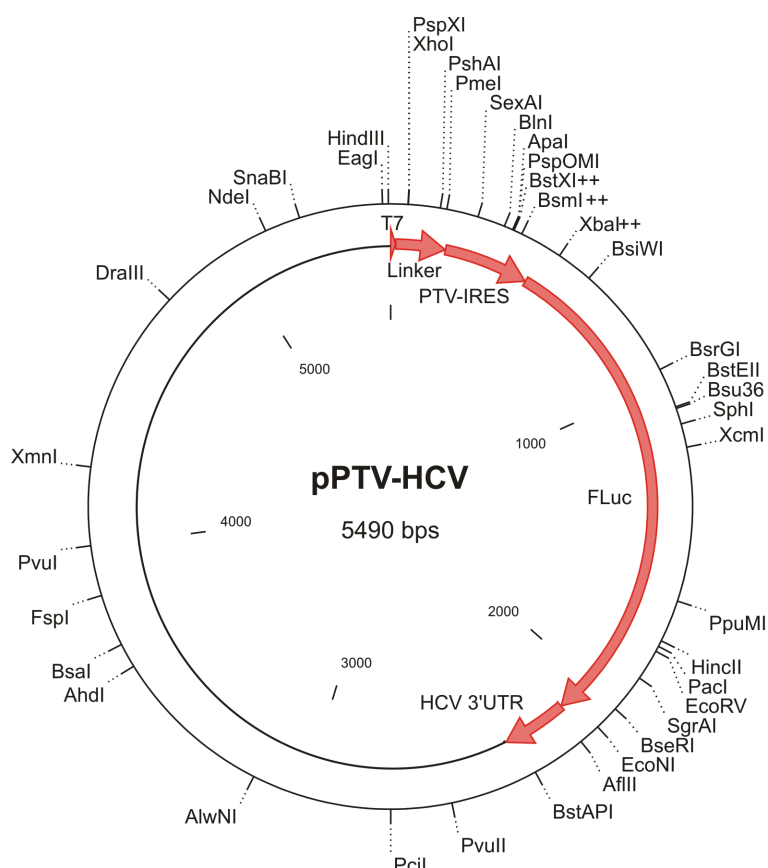 PspXI
XhoI
PshAI
PmeI
SexAI
BlnI
HindIII
ApaI
EagI
PspOMI
SnaBI
BstXI++
NdeI
BsmI++
T7
XbaI++
BsiWI
Linker
DraIII
PTV-IRES
BsrGI
5000
BstEII
Bsu36
SphI
XcmI
1000
XmnI
pPTV-HCV
FLuc
4000
5490 bps
PvuI
2000
FspI
PpuMI
3000
BsaI
HincII
AhdI
PacI
HCV 3'UTR
EcoRV
SgrAI
BseRI
EcoNI
AflII
AlwNI
BstAPI
PvuII
PciI